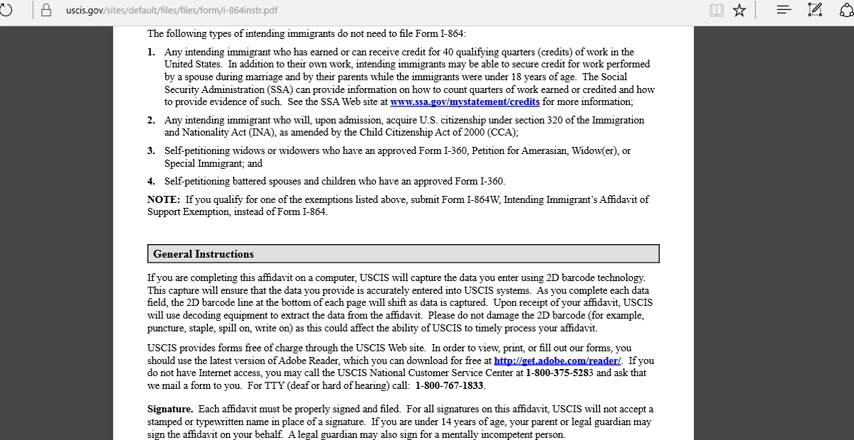 uscis.gov/sites/default/files/files/form/i-864instr.pdf
The following types of intending immigrants do not need to file Form I-864:
1. Any intending immigrant who has earned or can receive credit for 40 qualifying quarters (credits) of work in the
United States. In addition to their own work, intending immigrants may be able to secure credit for work performed
by a spouse during marriage and by their parents while the immigrants were under 18 years of age. The Social
Security Administration (SSA) can provide information on how to count quarters of work earned or credited and how
to provide evidence of such. See the SSA Web site at www.ssa.gov/mystatement/credits for more information;
2. Any intending immigrant who will, upon admission, acquire U.S. citizenship under section 320 of the Immigration
and Nationality Act (INA), as amended by the Child Citizenship Act of 2000 (CCA);
3. Self-petitioning widows or widowers who have an approved Form I-360, Petition for Amerasian, Widow(er), or
Special Immigrant; and
4. Self-petitioning battered spouses and children who have an approved Form I-360.
NOTE: If you qualify for one of the exemptions listed above, submit Form I-864W, Intending Immigrant's Affidavit of
Support Exemption, instead of Form I-864.
General Instructions
If you are completing this affidavit on a computer, USCIS will capture the data you enter using 2D barcode technology.
This capture will ensure that the data you provide is accurately entered into USCIS systems. As you complete each data
field, the 2D barcode line at the bottom of each page will shift as data is captured. Upon receipt of your affidavit, USCIS
will use decoding equipment to extract the data from the affidavit. Please do not damage the 2D barcode (for example,
puncture, staple, spill on, write on) as this could affect the ability of USCIS to timely process your affidavit.
USCIS provides forms free of charge through the USCIS Web site. In order to view, print, or fill out our forms, you
should use the latest version of Adobe Reader, which you can download for free at http://get.adobe.com/reader/. If you
do not have Internet access, you may call the USCIS National Customer Service Center at 1-800-375-5283 and ask that
we mail a form to you. For TTY (deaf or hard of hearing) call: 1-800-767-1833.
Signature. Each affidavit must be properly signed and filed. For all signatures on this affidavit, USCIS will not accept a
stamped or typewritten name in place of a signature. If you are under 14 years of age, your parent or legal guardian may
sign the affidavit on your behalf. A legal guardian may also sign for a mentally incompetent person.